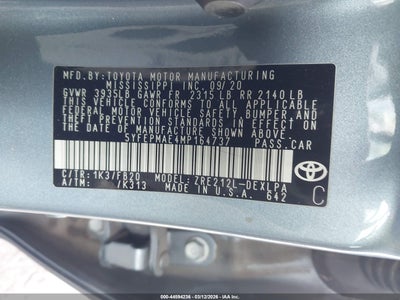 MFD.BY:TOYOTA MOTOR MANUFACTURING
MISSISSIPPI INC. 09/20
GVWR 3935LB GAWR FR 2315LB RR 2140LB
THIS VEHICLE CONFORMS TO ALL APPLICABLE
FEDERAL MOTOR VEHICLE SAFETY, BUMPER, AND
THEFT PREVENTION STANDARDS IN EFFECT ON
THE DATE OF MANUFACTURE SHOWN ABOVE.
5YFEPMAE4MP164737 PASS.CAR
C/TR:1K3/FB20 MODEL:ZRE212L-DEXLPA
A/TM: /K313 MADE IN U.S.A. 642
TOYOTA
C
000-44594236 - 03/12/2026 - IAA